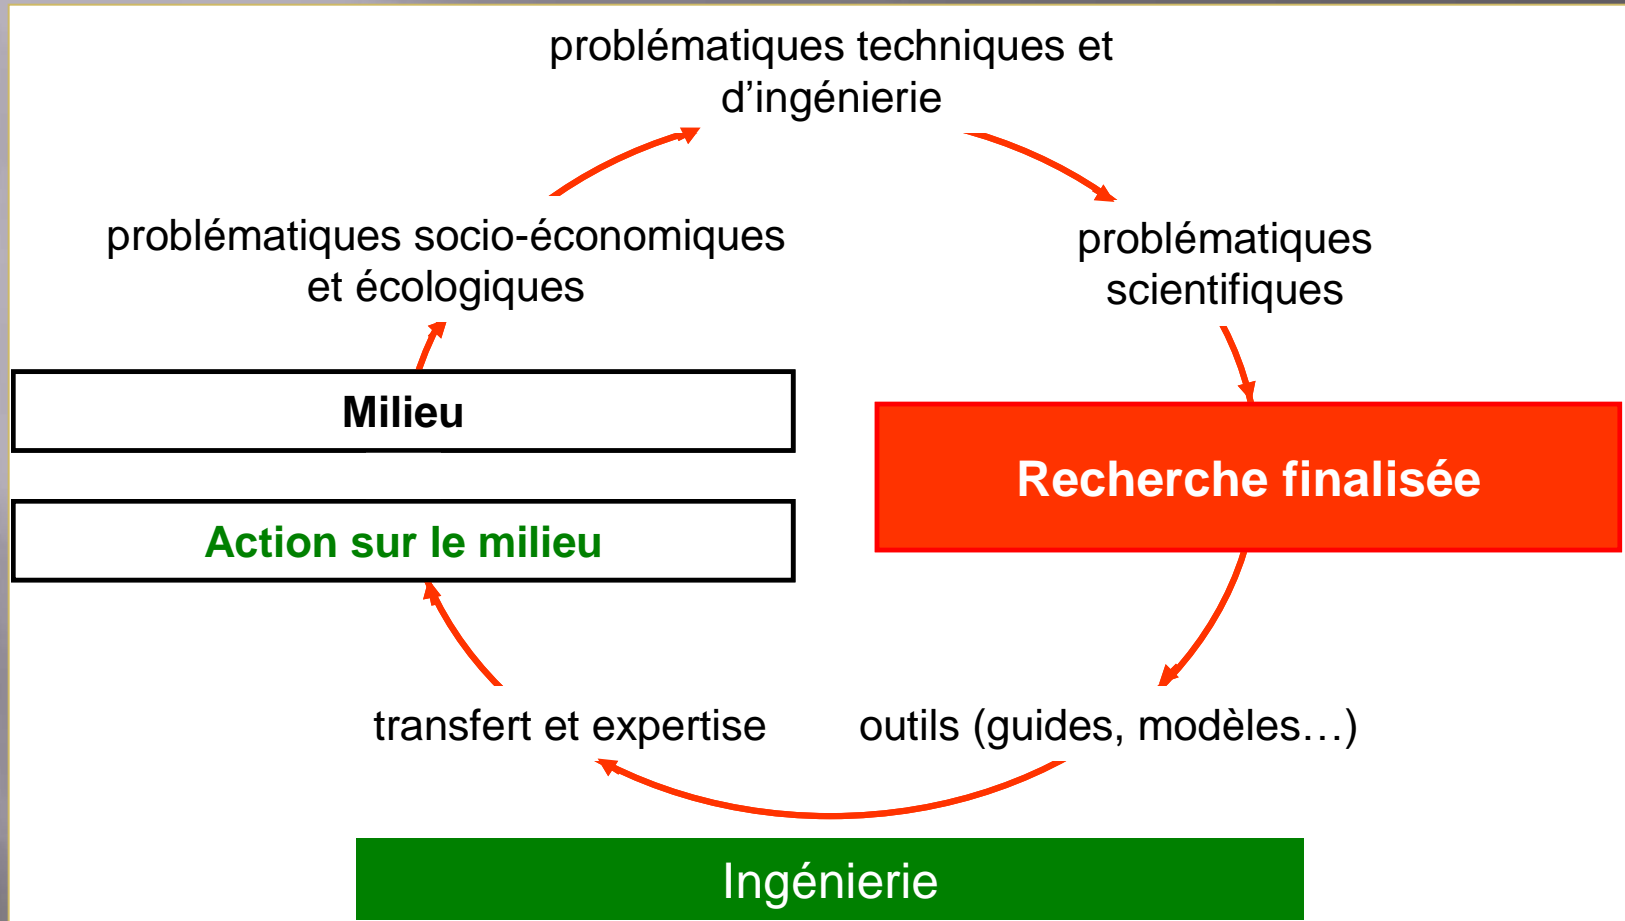 problématiques techniques et
d’ingénierie
problématiques socio-économiques
et écologiques
problématiques
scientifiques
Milieu
Recherche finalisée
Action sur le milieu
transfert et expertise
outils (guides, modèles…)
Ingénierie